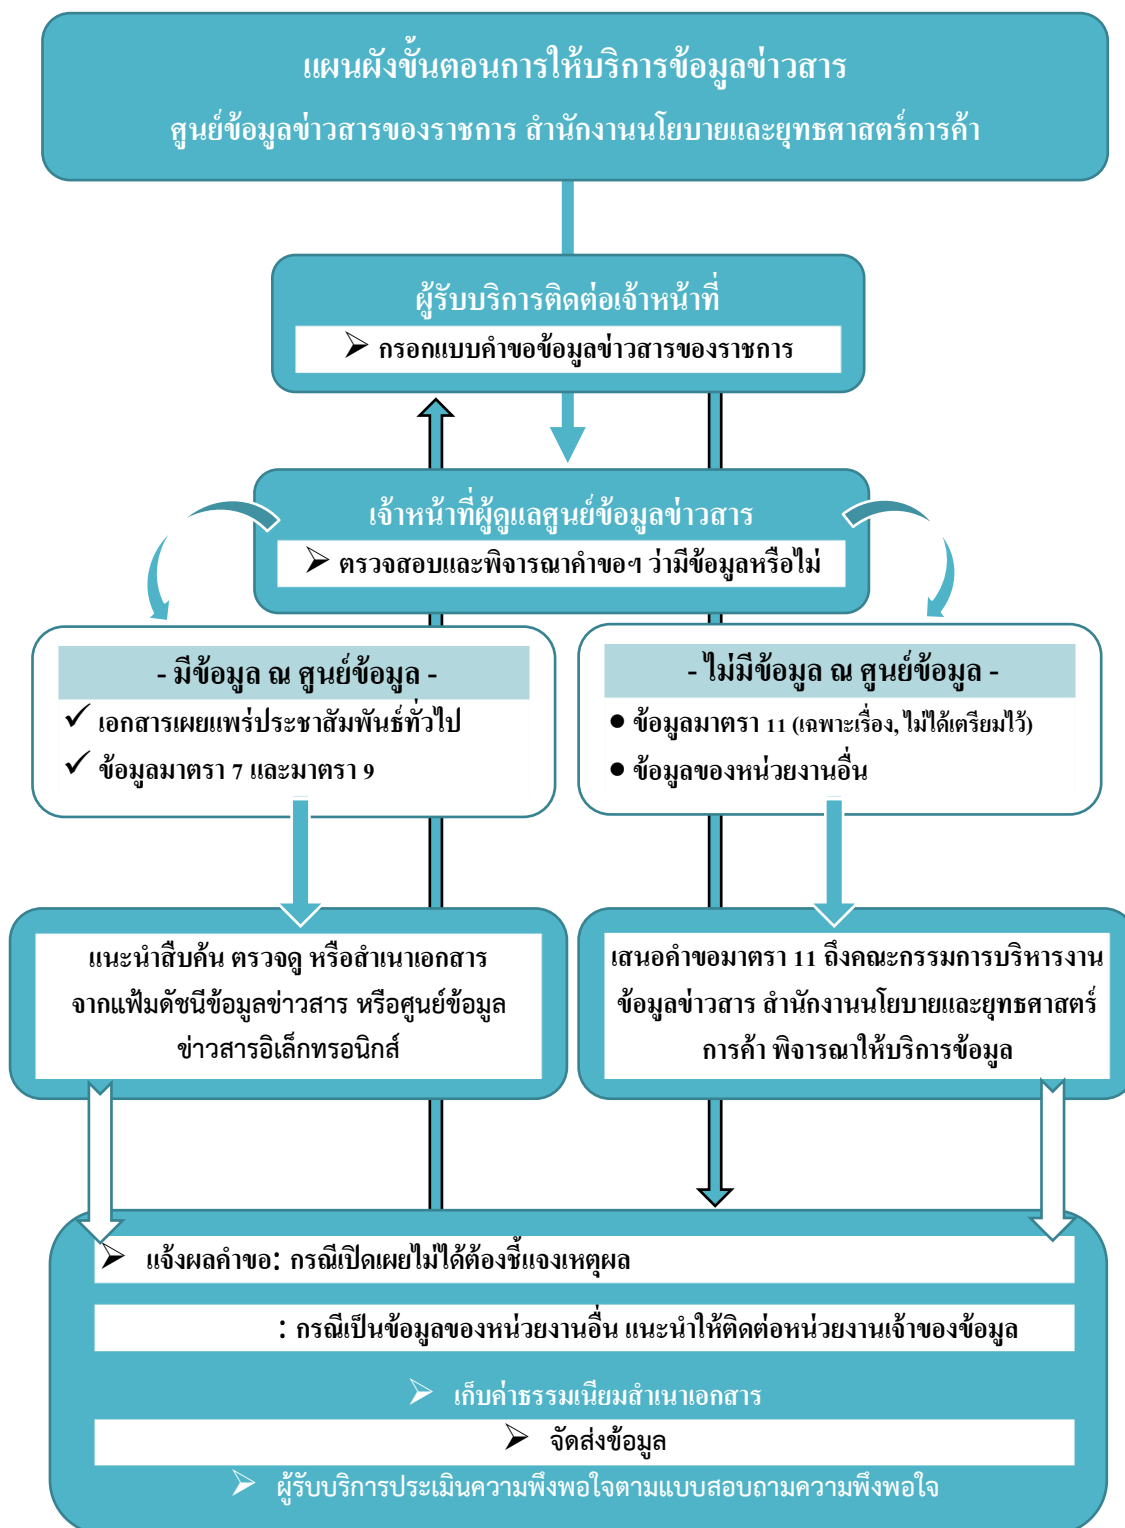 แผนผังขั้นตอนการให้บริการข้อมูลข่าวสาร
ศูนย์ข้อมูลข่าวสารของราชการ สำนักงานนโยบายและยุทธศาสตร์การค้า
ผู้รับบริการติดต่อเจ้าหน้าที่
➢ กรอกแบบคำขอข้อมูลข่าวสารของราชการ
เจ้าหน้าที่ผู้ดูแลศูนย์ข้อมูลข่าวสาร
➢ ตรวจสอบและพิจารณาคำขอฯ ว่ามีข้อมูลหรือไม่
- มีข้อมูล ณ ศูนย์ข้อมูล -
✓ เอกสารเผยแพร่ประชาสัมพันธ์ทั่วไป
✓ ข้อมูลมาตรา 7 และมาตรา 9
- ไม่มีข้อมูล ณ ศูนย์ข้อมูล -
● ข้อมูลมาตรา 11 (เฉพาะเรื่อง, ไม่ได้เตรียมไว้)
● ข้อมูลของหน่วยงานอื่น
แนะนำสืบค้น ตรวจดู หรือสำเนาเอกสาร
จากแฟ้มดัชนีข้อมูลข่าวสาร หรือศูนย์ข้อมูล
ข่าวสารอิเล็กทรอนิกส์
เสนอคำขอมาตรา 11 ถึงคณะกรรมการบริหารงาน
ข้อมูลข่าวสาร สำนักงานนโยบายและยุทธศาสตร์
การค้า พิจารณาให้บริการข้อมูล
➢ แจ้งผลคำขอ: กรณีเปิดเผยไม่ได้ต้องชี้แจงเหตุผล
: กรณีเป็นข้อมูลของหน่วยงานอื่น แนะนำให้ติดต่อหน่วยงานเจ้าของข้อมูล
➢ เก็บค่าธรรมเนียมสำเนาเอกสาร
➢ จัดส่งข้อมูล
➢ ผู้รับบริการประเมินความพึงพอใจตามแบบสอบถามความพึงพอใจ